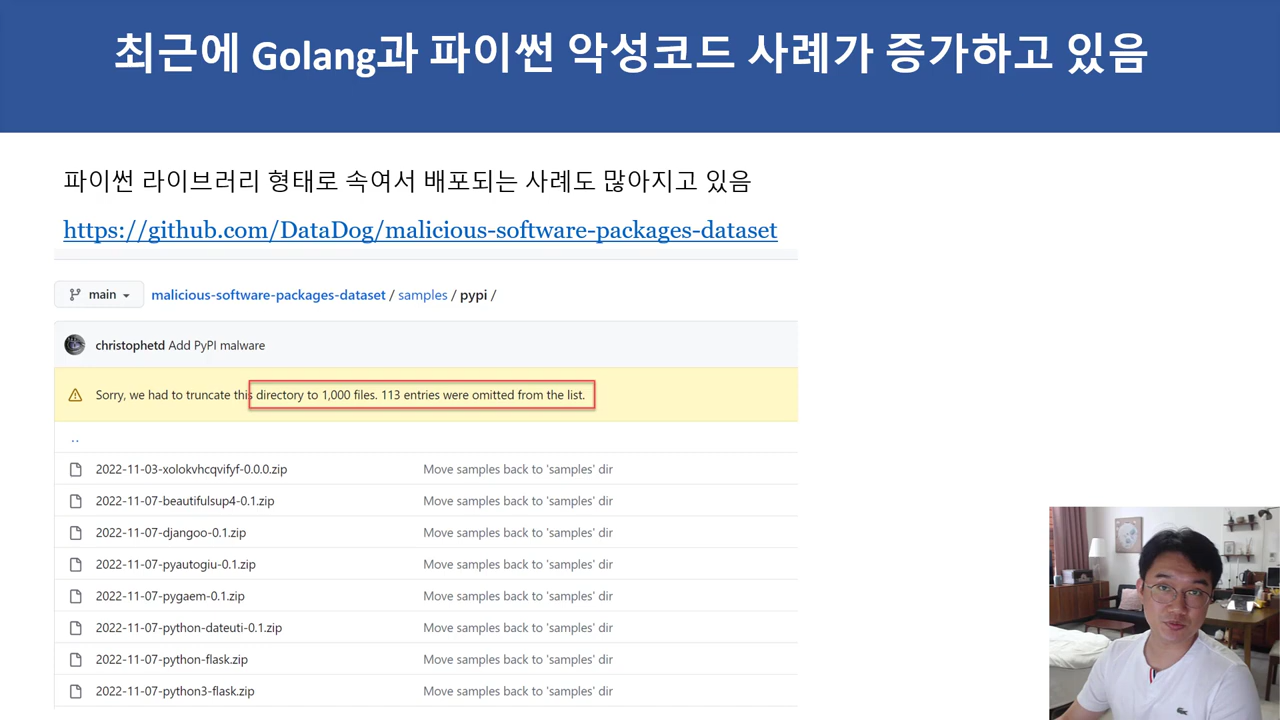 최근에 Golang과 파이썬 악성코드 사례가 증가하고 있음
파이썬 라이브러리 형태로 속여서 배포되는 사례도 많아지고 있음
https://github.com/DataDog/malicious-software-packages-dataset
main malicious-software-packages-dataset / samples / pypi /
christophetd Add PyPI malware
Sorry, we had to truncate this directory to 1,000 files. 113 entries were omitted from the list.
..
2022-11-03-xolokvhcqvifyf-0.0.0.zip Move samples back to 'samples' dir
2022-11-07-beautifulsup4-0.1.zip Move samples back to 'samples' dir
2022-11-07-djangoo-0.1.zip Move samples back to 'samples' dir
2022-11-07-pyautogiu-0.1.zip Move samples back to 'samples' dir
2022-11-07-pygaem-0.1.zip Move samples back to 'samples' dir
2022-11-07-python-dateuti-0.1.zip Move samples back to 'samples' dir
2022-11-07-python-flask.zip Move samples back to 'samples' dir
2022-11-07-python3-flask.zip Move samples back to 'samples' dir